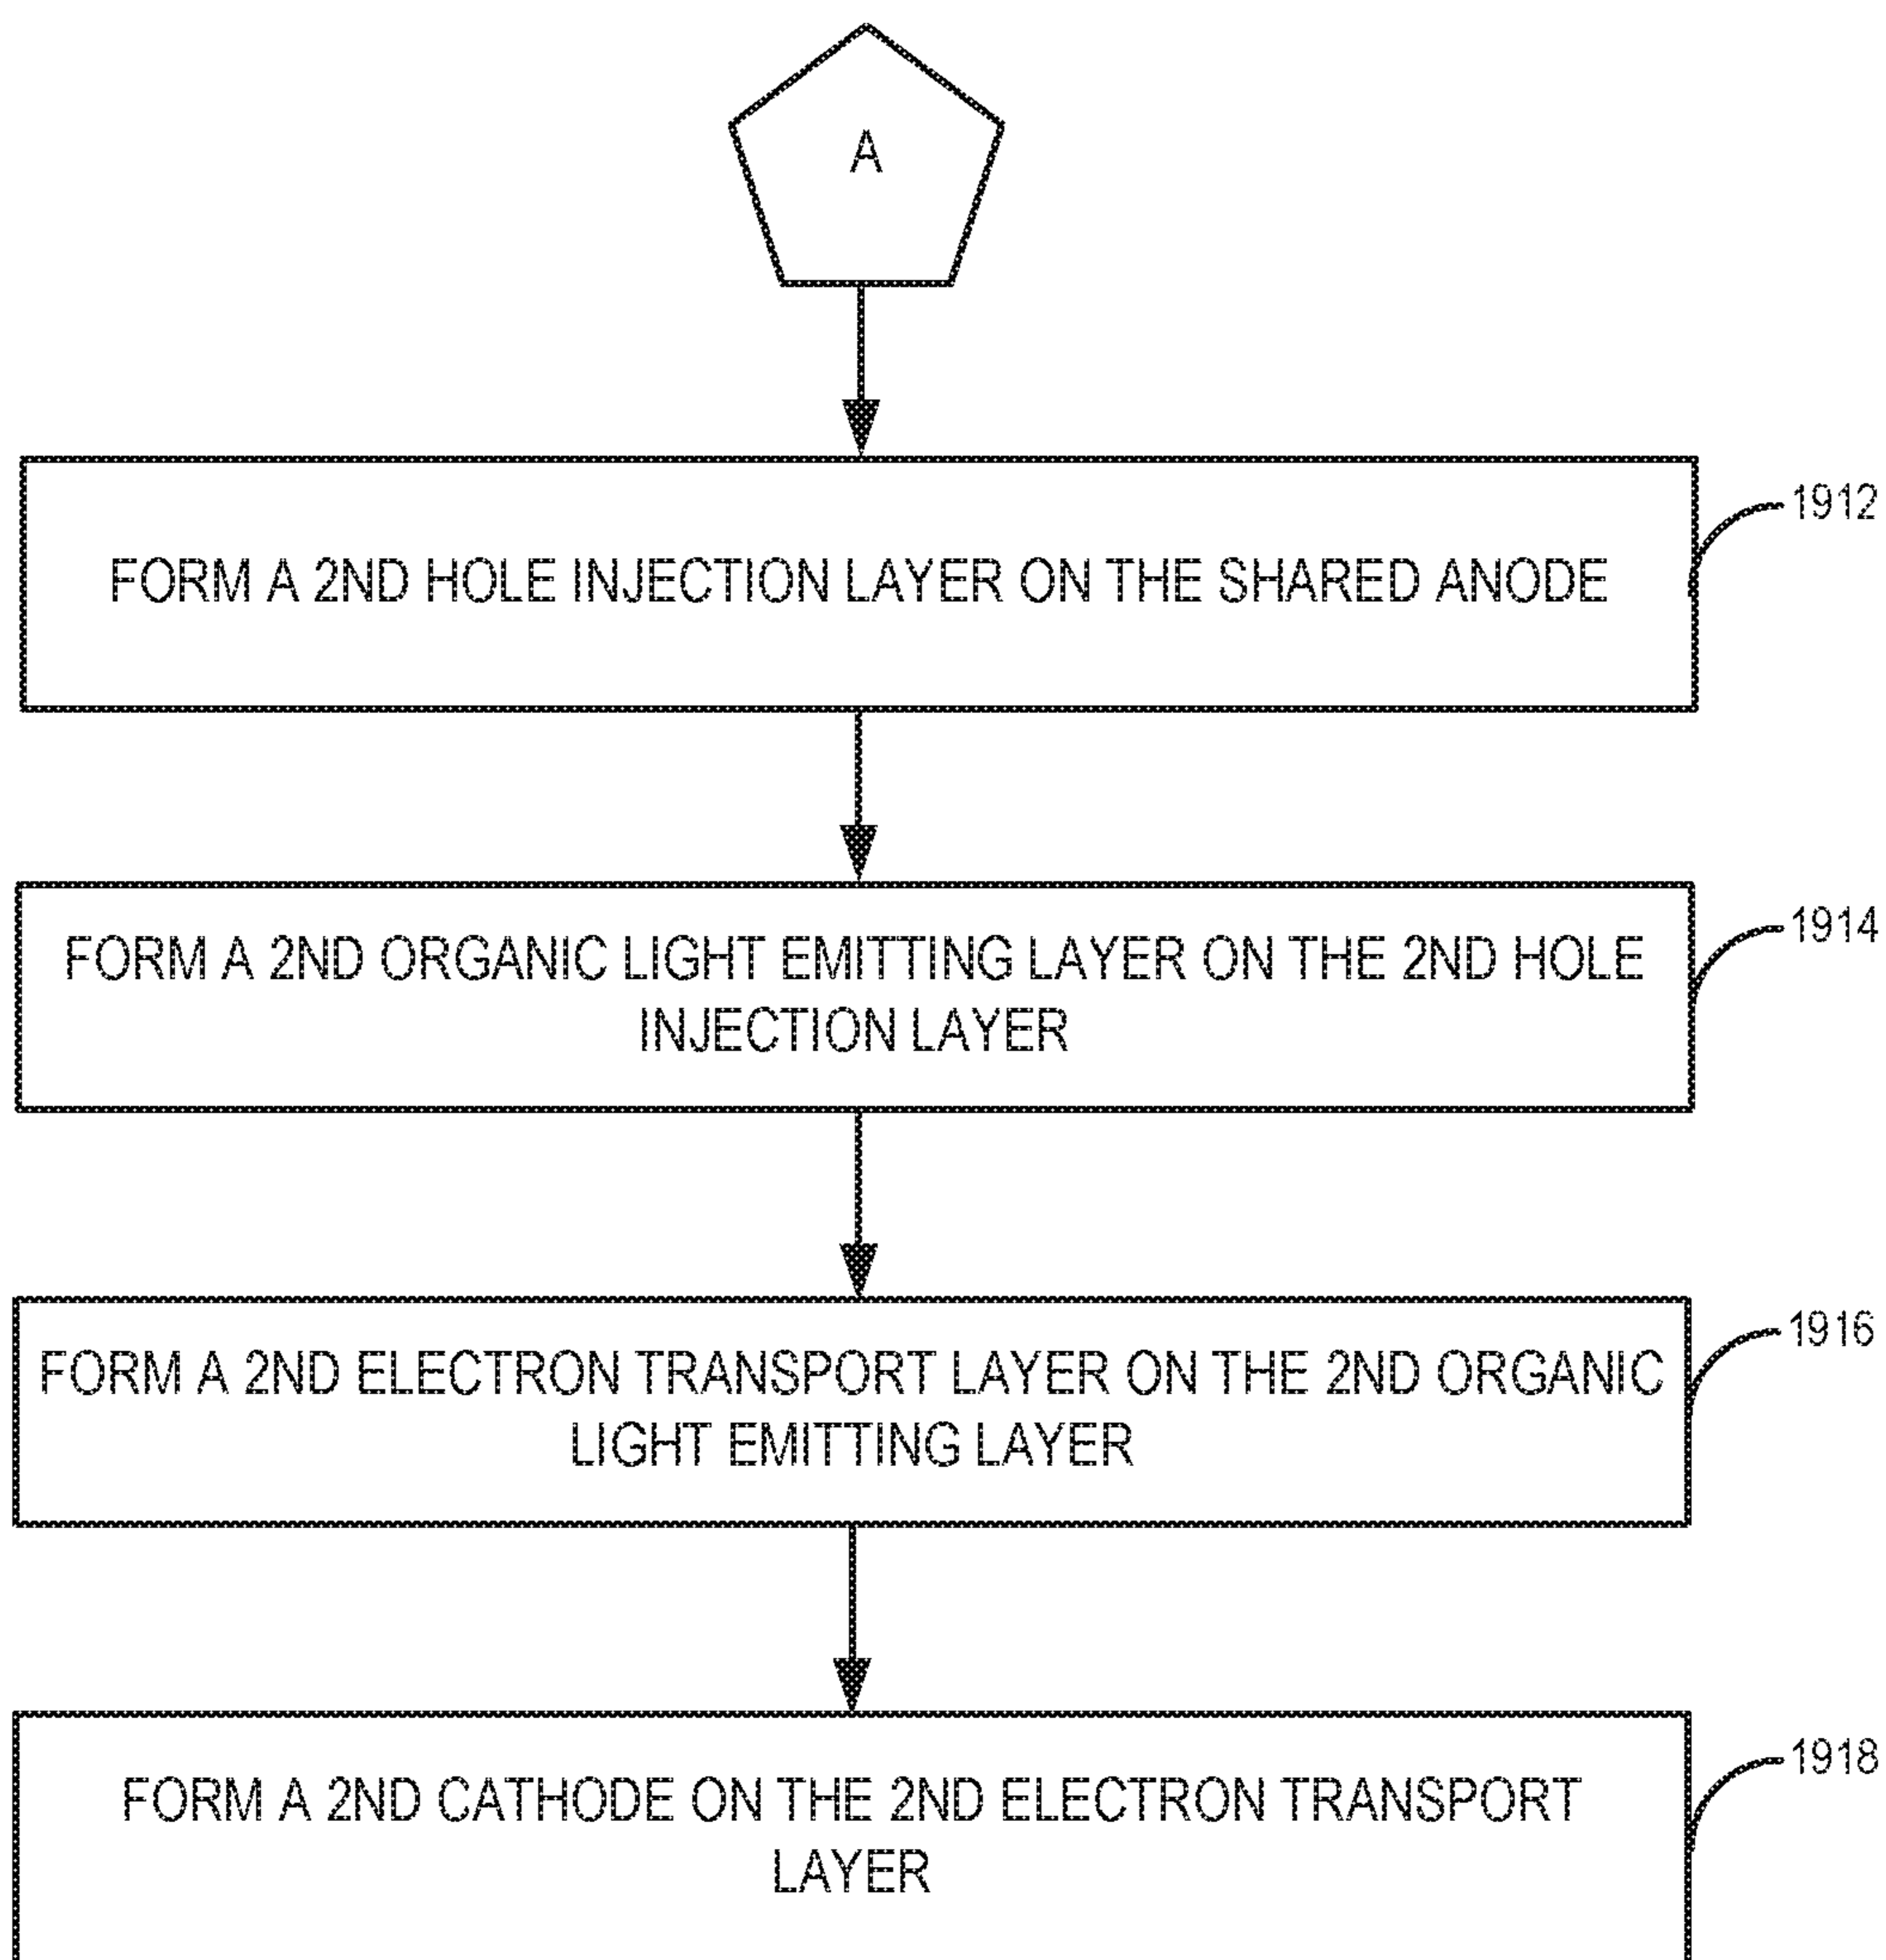 A
FORM A 2ND HOLE INJECTION LAYER ON THE SHARED ANODE
1912
FORM A 2ND ORGANIC LIGHT EMITTING LAYER ON THE 2ND HOLE
INJECTION LAYER
1914
FORM A 2ND ELECTRON TRANSPORT LAYER ON THE 2ND ORGANIC
LIGHT EMITTING LAYER
1916
FORM A 2ND CATHODE ON THE 2ND ELECTRON TRANSPORT
LAYER
1918